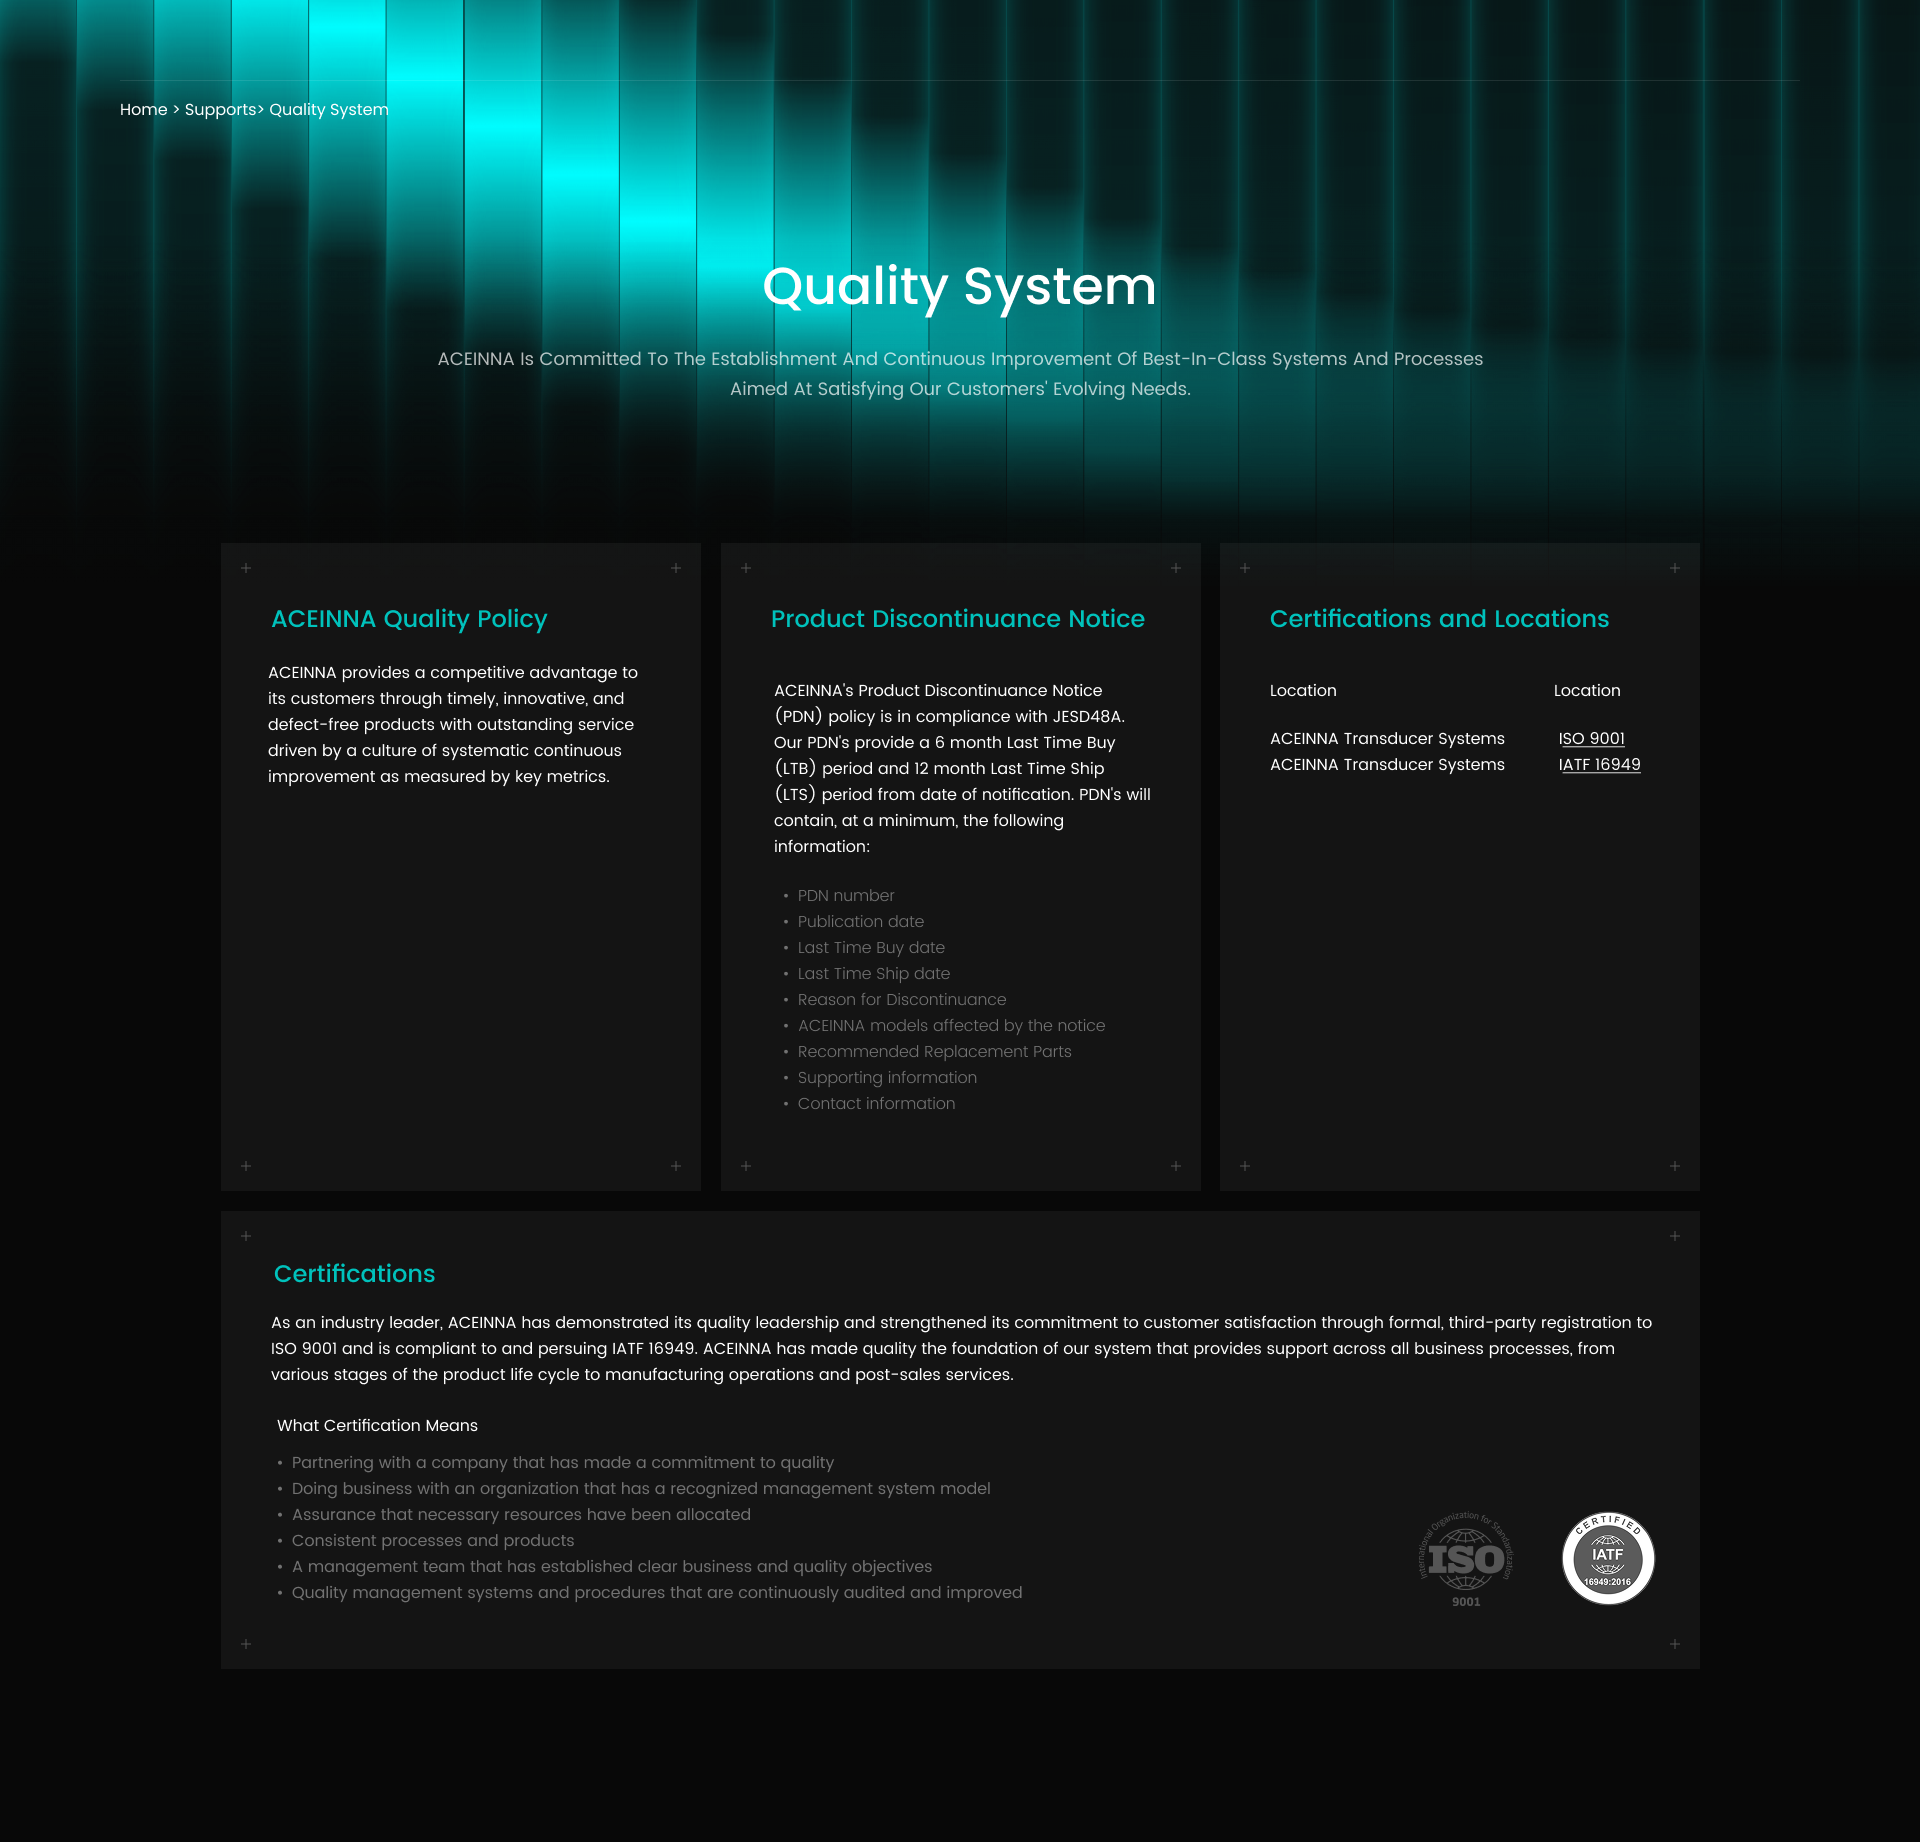 Home > Supports> Quality System
Quality System
ACEINNA Is Committed To The Establishment And Continuous Improvement Of Best-In-Class Systems And Processes
Aimed At Satisfying Our Customers' Evolving Needs.
ACEINNA Quality Policy
ACEINNA provides a competitive advantage to
its customers through timely, innovative, and
defect-free products with outstanding service
driven by a culture of systematic continuous
improvement as measured by key metrics.
Product Discontinuance Notice
ACEINNA's Product Discontinuance Notice
(PDN) policy is in compliance with JESD48A.
Our PDN's provide a 6 month Last Time Buy
(LTB) period and 12 month Last Time Ship
(LTS) period from date of notification. PDN's will
contain, at a minimum, the following
information:
• PDN number
• Publication date
• Last Time Buy date
• Last Time Ship date
• Reason for Discontinuance
• ACEINNA models affected by the notice
• Recommended Replacement Parts
• Supporting information
• Contact information
Certifications and Locations
Location Location
ACEINNA Transducer Systems ISO 9001
ACEINNA Transducer Systems IATF 16949
Certifications
As an industry leader, ACEINNA has demonstrated its quality leadership and strengthened its commitment to customer satisfaction through formal, third-party registration to
ISO 9001 and is compliant to and persuing IATF 16949. ACEINNA has made quality the foundation of our system that provides support across all business processes, from
various stages of the product life cycle to manufacturing operations and post-sales services.
What Certification Means
• Partnering with a company that has made a commitment to quality
• Doing business with an organization that has a recognized management system model
• Assurance that necessary resources have been allocated
• Consistent processes and products
• A management team that has established clear business and quality objectives
• Quality management systems and procedures that are continuously audited and improved
International Organization for Standardization
ISO
9001
CERTIFIED
IATF
16949:2016